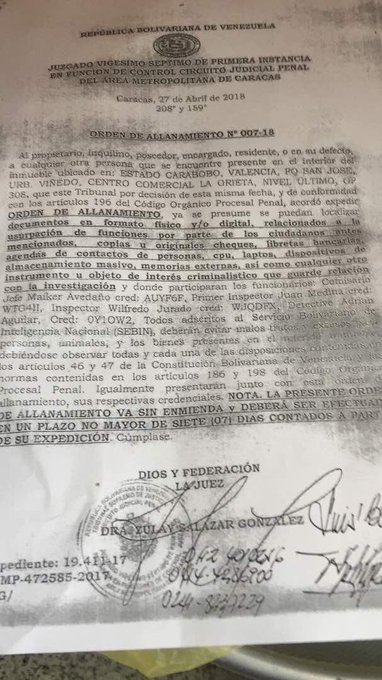 REPÚBLICA BOLIVARIANA DE VENEZUELA
JUZGADO VIGESIMO SEPTIMO DE PRIMERA INSTANCIA
EN FUNCION DE CONTROL CIRCUITO JUDICIAL PENAL
DEL ÁREA METROPOLITANA DE CARACAS
Caracas, 27 de Abril de 2018
208° y 159°
ORDEN DE ALLANAMIENTO N° 007-18
Al propietario, inquilino, poseedor, encargado, residente, o en su defecto,
a cualquier otra persona que se encuentre presente en el interior del
inmueble ubicado en: ESTADO CARABOBO, VALENCIA, PQ SAN JOSE,
URB. VIÑEDO, CENTRO COMERCIAL LA ORIETA, NIVEL ÚLTIMO, OF
308, que este Tribunal por decisión de esta misma fecha, y de conformidad
con los artículos 196 del Código Orgánico Procesal Penal, acordó expedir
ORDEN DE ALLANAMIENTO, ya se presume se puedan localizar
documentos en formato físico y/o digital, relacionados a la
usurpación de funciones por parte de los ciudadanos antes
mencionados, copias u originales cheques, libretas bancarias,
agendas de contactos de personas, cpu, laptos, dispositivos de
almacenamiento masivo, memorias externas, así como cualquier otro
instrumento u objeto de interés criminalístico que guarde relación
con la investigación y donde participaran los funcionarios Comisario
Jefe Maiker Avedaño cred: AUYF6F, Primer Inspector Juan Medina cred:
WTG4II, Inspector Wilfredo Jurado cred: WJQDFX, Detective Adrian
Aguilar, Cred: 0Y1OW2, Todos adscritos al Servicio Bolivariano de
Inteligencia Nacional (SEBIN), deberán evitar malos tratos
personas, animales, y los bienes presentes en el
debiéndose observar todas y cada una de las disposiciones
los artículos 46 y 47 de la Constitución Bolivariana de Venezuela
normas contenidas en los artículos 186 y 198 del Código
Procesal Penal. Igualmente presentarán junto con esta orden
allanamiento, sus respectivas credenciales. NOTA. LA PRESENTE ORDEN
DE ALLANAMIENTO VA SIN ENMIENDA y DEBERÁ SER EFECTUADA
EN UN PLAZO NO MAYOR DE SIETE (07) DIAS CONTADOS A PARTIR
DE SU EXPEDICIÓN. Cúmplase.
DIOS Y FEDERACIÓN
LA JUEZ
DRA. ZULAY SALAZAR GONZALEZ
Expediente: 19.411-17
MP-472585-2017